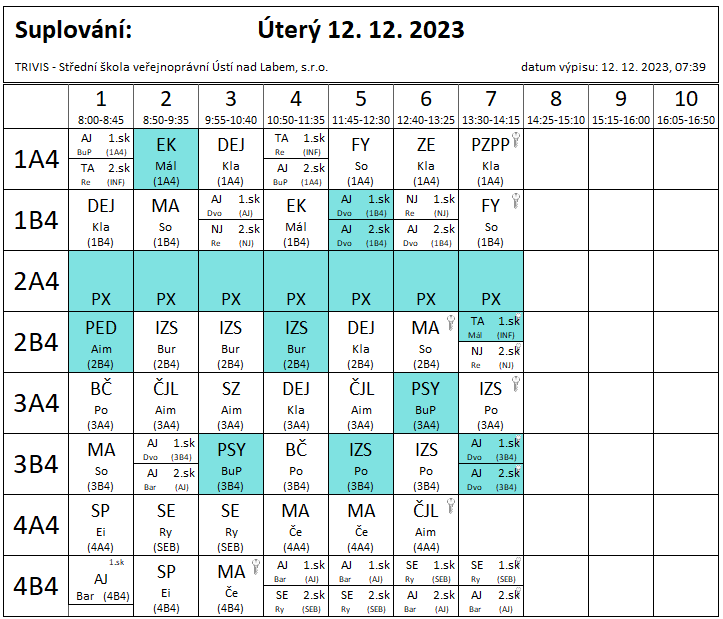 Suplování: Úterý 12. 12. 2023
TRIVIS - Střední škola veřejnoprávní Ústí nad Labem, s.r.o. datum výpisu: 12. 12. 2023, 07:39
1 2 3 4 5 6 7 8 9 10
8:00-8:45 8:50-9:35 9:55-10:40 10:50-11:35 11:45-12:30 12:40-13:25 13:30-14:15 14:25-15:10 15:15-16:00 16:05-16:50
1A4
AJ 1.sk
BuP (1A4)
TA 2.sk
Re (INF)
EK
Mál
(1A4)
DEJ
Kla
(1A4)
TA 1.sk
Re (INF)
AJ 2.sk
BuP (1A4)
FY
So
(1A4)
ZE
Kla
(1A4)
PZPP
Kla
(1A4)
1B4
DEJ
Kla
(1B4)
MA
So
(1B4)
AJ 1.sk
Dvo (AJ)
NJ 2.sk
Re (NJ)
EK
Mál
(1B4)
AJ 1.sk
Dvo (1B4)
AJ 2.sk
Dvo (1B4)
NJ 1.sk
Re (NJ)
AJ 2.sk
Dvo (1B4)
FY
So
(1B4)
2A4
PX PX PX PX PX PX PX
2B4
PED
Aim
(2B4)
IZS
Bur
(2B4)
IZS
Bur
(2B4)
IZS
Bur
(2B4)
DEJ
Kla
(2B4)
MA
So
(2B4)
TA 1.sk
Mál (INF)
NJ 2.sk
Re (NJ)
3A4
BČ
Po
(3A4)
ČJL
Aim
(3A4)
SZ
Aim
(3A4)
DEJ
Kla
(3A4)
ČJL
Aim
(3A4)
PSY
BuP
(3A4)
IZS
Po
(3A4)
3B4
MA
So
(3B4)
AJ 1.sk
Dvo (3B4)
AJ 2.sk
Bar (AJ)
PSY
BuP
(3B4)
BČ
Po
(3B4)
IZS
Po
(3B4)
IZS
Po
(3B4)
AJ 1.sk
Dvo (3B4)
AJ 2.sk
Dvo (3B4)
4A4
SP
Ei
(4A4)
SE
Ry
(SEB)
SE
Ry
(SEB)
MA
Če
(4A4)
MA
Če
(4A4)
ČJL
Aim
(4A4)
4B4
1.sk
AJ
Bar (4B4)
SP
Ei
(4B4)
MA
Če
(4B4)
AJ 1.sk
Bar (AJ)
SE 2.sk
Ry (SEB)
AJ 1.sk
Bar (AJ)
SE 2.sk
Ry (SEB)
SE 1.sk
Ry (SEB)
AJ 2.sk
Bar (AJ)
SE 1.sk
Ry (SEB)
AJ 2.sk
Bar (AJ)